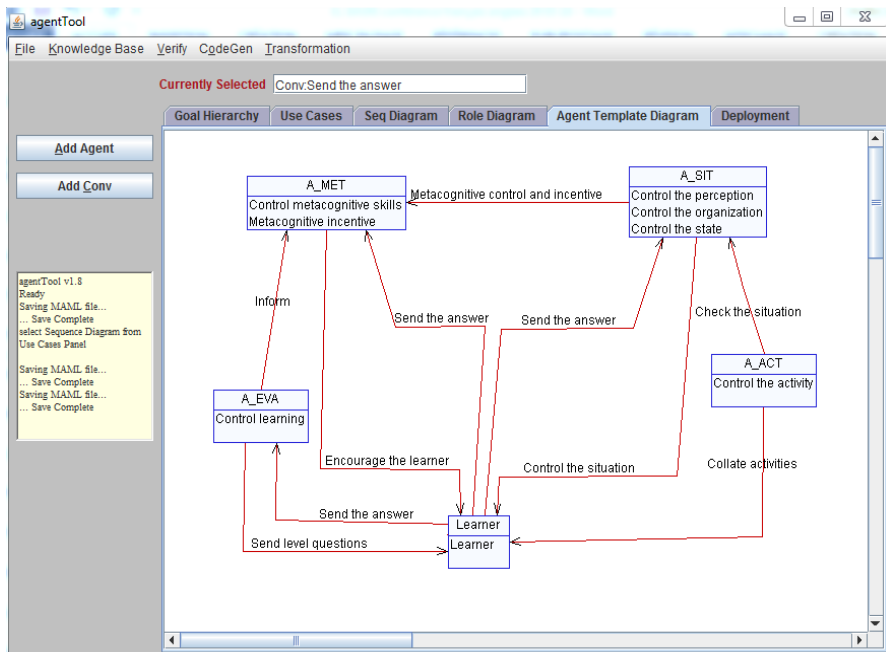 agentTool
File Knowledge Base Verify CodeGen Transformation
Currently Selected Conv:Send the answer
Goal Hierarchy Use Cases Seq Diagram Role Diagram Agent Template Diagram Deployment
Add Agent
Add Conv
agentTool v1.8
Ready
Saving MAML file...
... Save Complete
select Sequence Diagram from
Use Cases Panel
Saving MAML file...
... Save Complete
Saving MAML file...
... Save Complete
A_MET
Control metacognitive skills
Metacognitive incentive
Metacognitive control and incentive
A_SIT
Control the perception
Control the organization
Control the state
Inform
Send the answer
Send the answer
Check the situation
A_ACT
Control the activity
A_EVA
Control learning
Encourage the learner
Control the situation
Collate activities
Send the answer
Send level questions
Learner
Learner